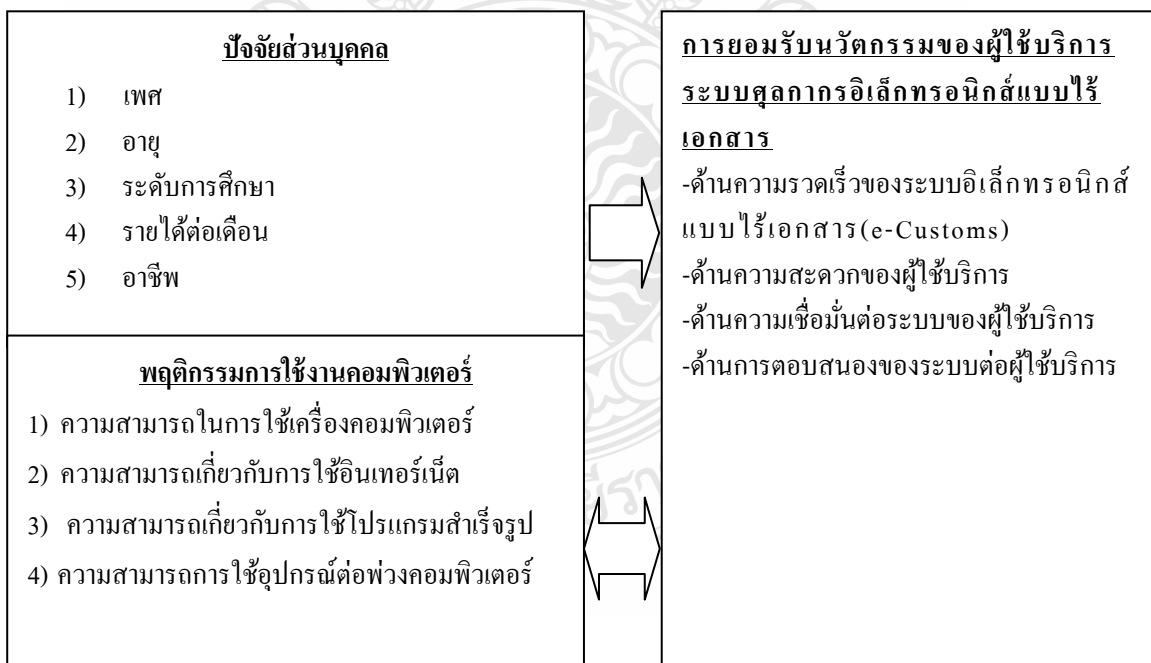 ปัจจัยส่วนบุคคล
1) เพศ
2) อายุ
3) ระดับการศึกษา
4) รายได้ต่อเดือน
5) อาชีพ
พฤติกรรมการใช้งานคอมพิวเตอร์
1) ความสามารถในการใช้เครื่องคอมพิวเตอร์
2) ความสามารถเกี่ยวกับการใช้อินเทอร์เน็ต
3) ความสามารถเกี่ยวกับการใช้โปรแกรมสำเร็จรูป
4) ความสามารถการใช้อุปกรณ์ต่อพ่วงคอมพิวเตอร์
การยอมรับนวัตกรรมของผู้ใช้บริการ
ระบบศุลกากรอิเล็กทรอนิกส์แบบไร้
เอกสาร
-ด้านความรวดเร็วของระบบอิเล็กทรอนิกส์
แบบไร้เอกสาร(e-Customs)
-ด้านความสะดวกของผู้ใช้บริการ
-ด้านความเชื่อมั่นต่อระบบของผู้ใช้บริการ
-ด้านการตอบสนองของระบบต่อผู้ใช้บริการ